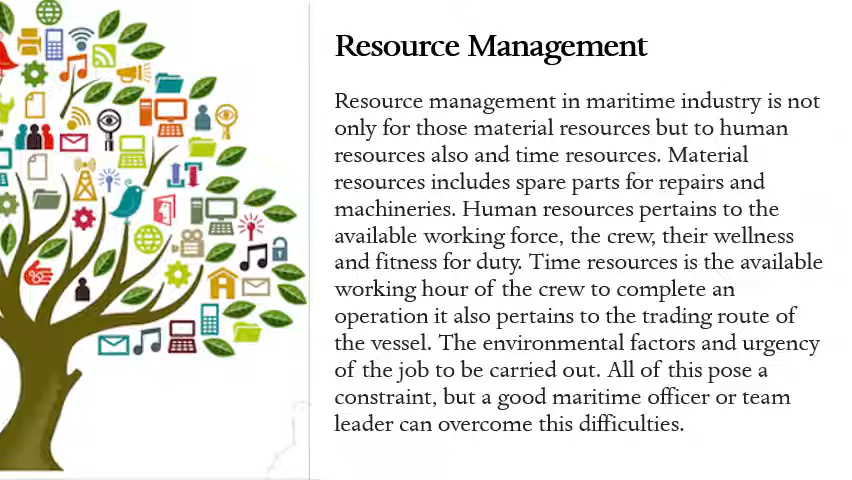 Resource Management
Resource management in maritime industry is not
only for those material resources but to human
resources also and time resources. Material
resources includes spare parts for repairs and
machineries. Human resources pertains to the
available working force, the crew, their wellness
and fitness for duty. Time resources is the available
working hour of the crew to complete an
operation it also pertains to the trading route of
the vessel. The environmental factors and urgency
of the job to be carried out. All of this pose a
constraint, but a good maritime officer or team
leader can overcome this difficulties.